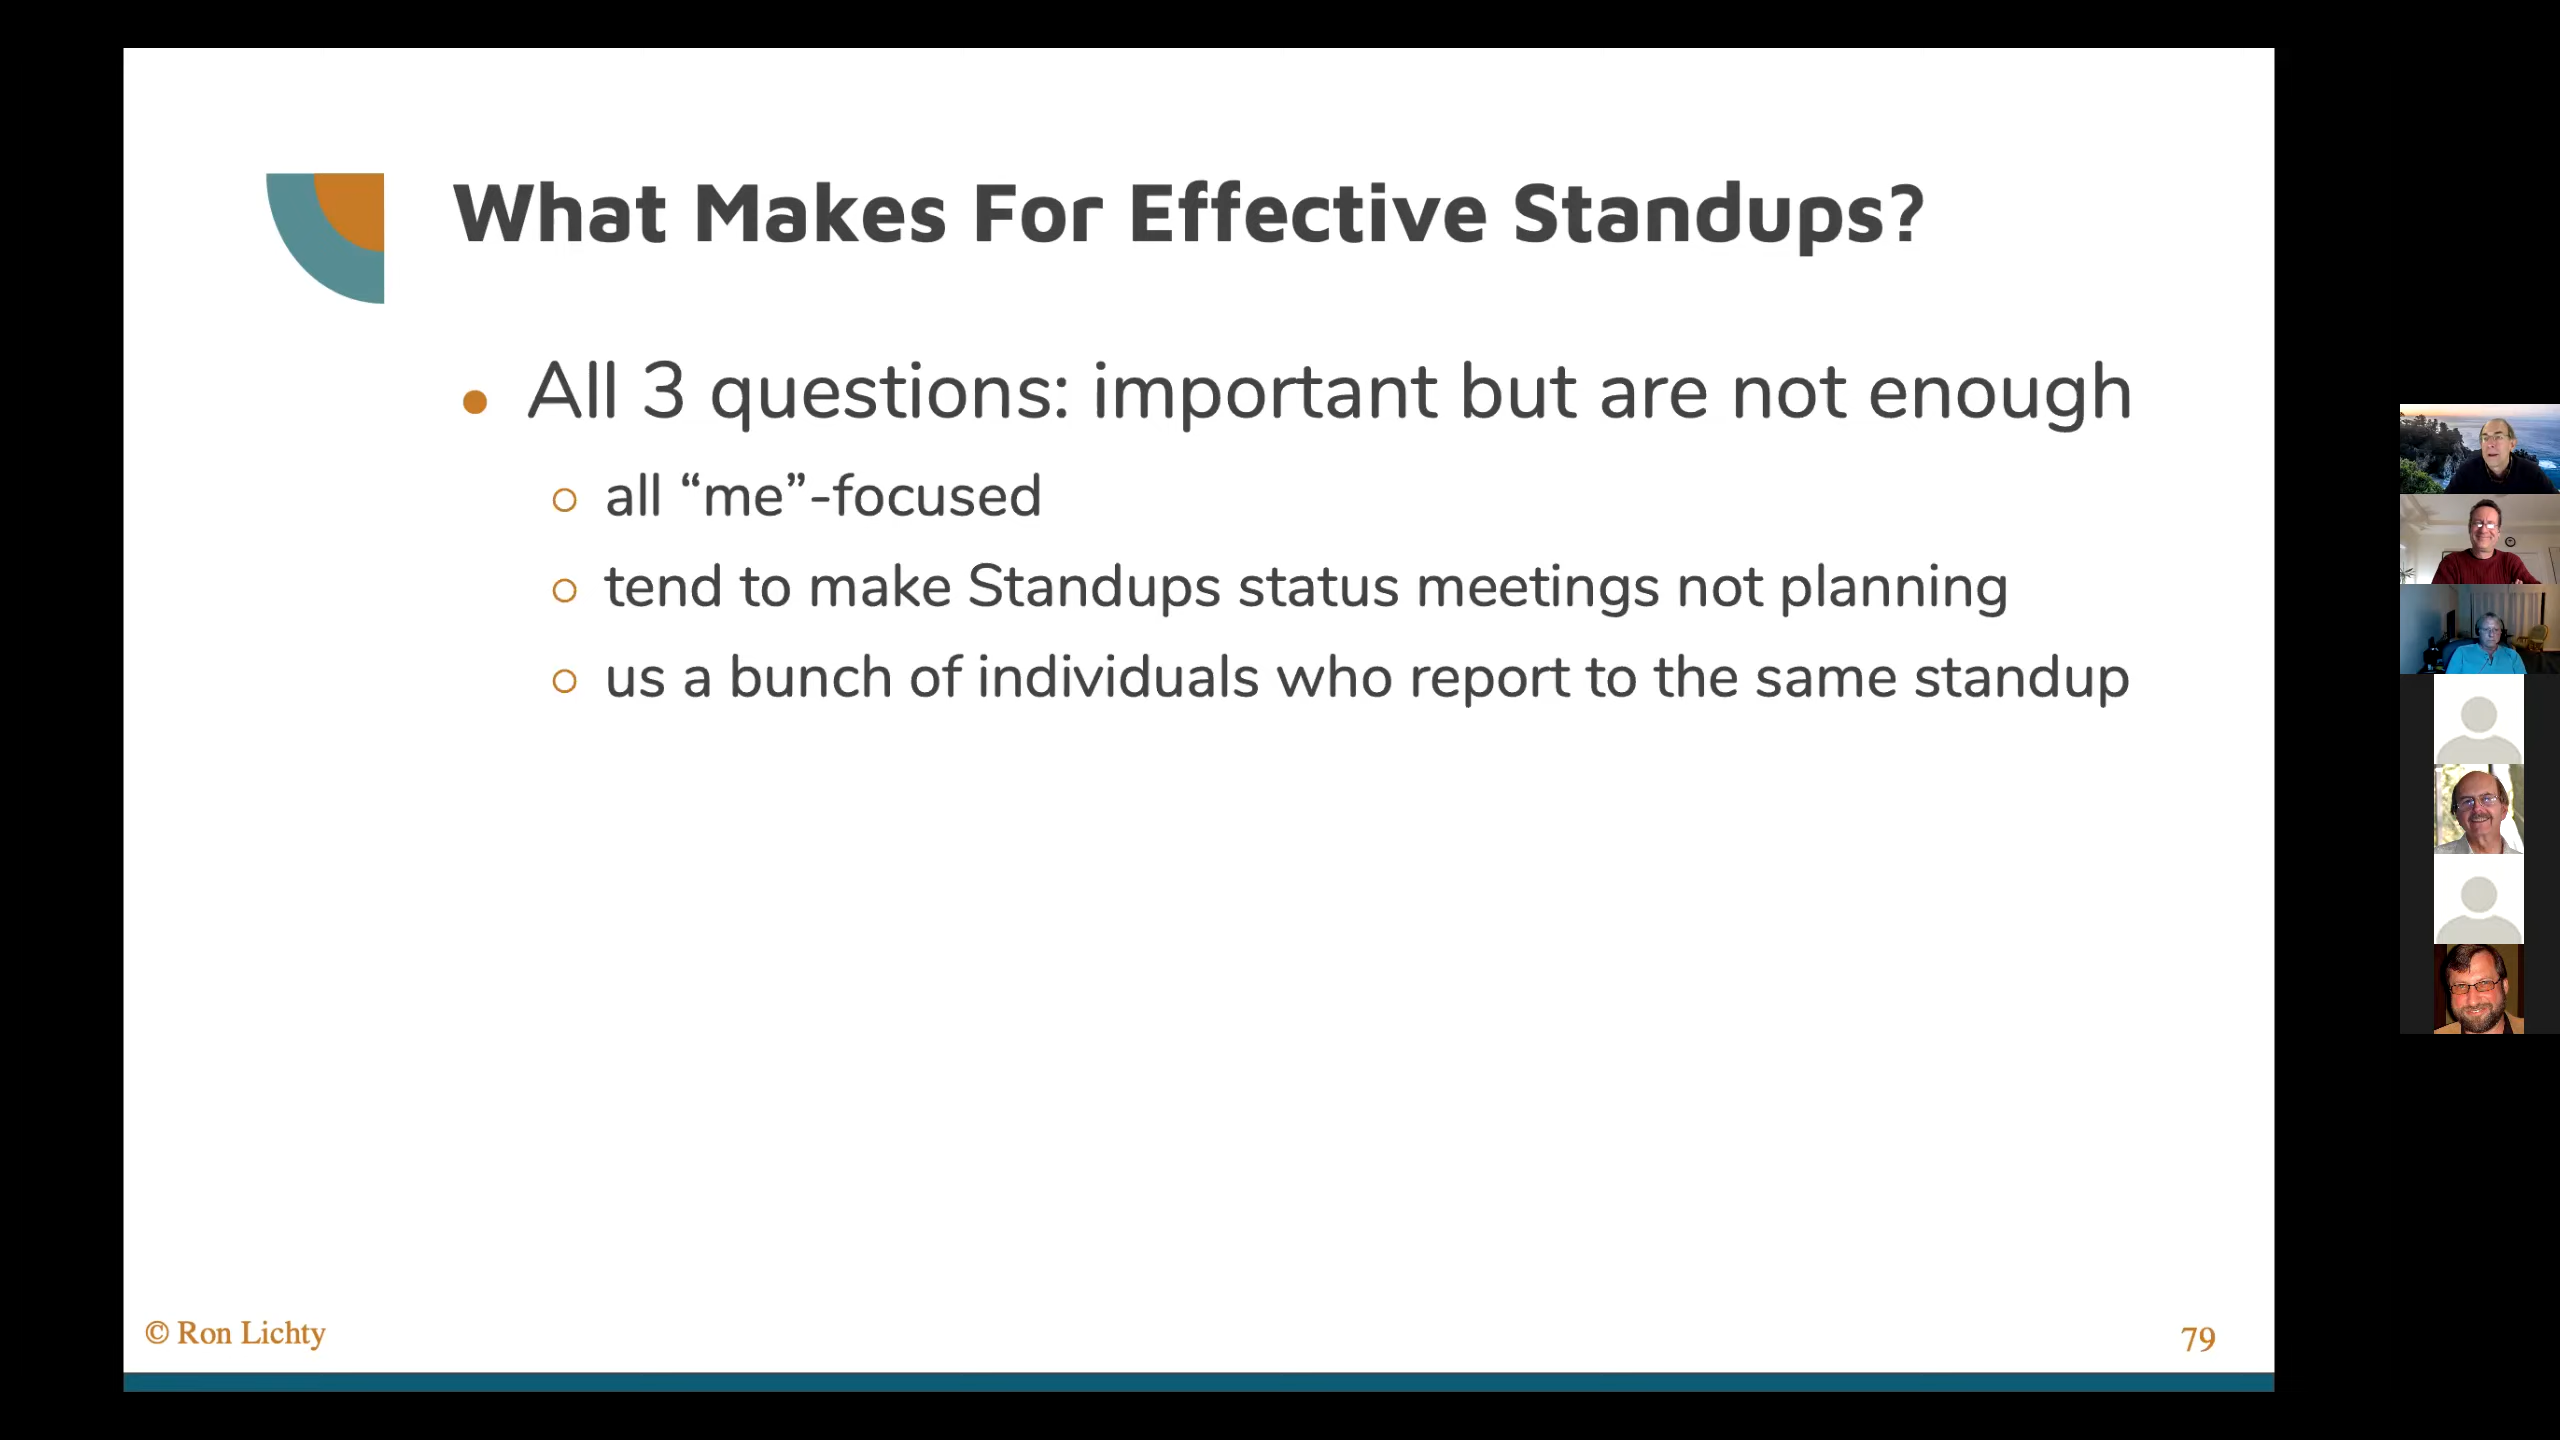 What Makes For Effective Standups?
• All 3 questions: important but are not enough
○ all “me”-focused
○ tend to make Standups status meetings not planning
○ us a bunch of individuals who report to the same standup
© Ron Lichty
79